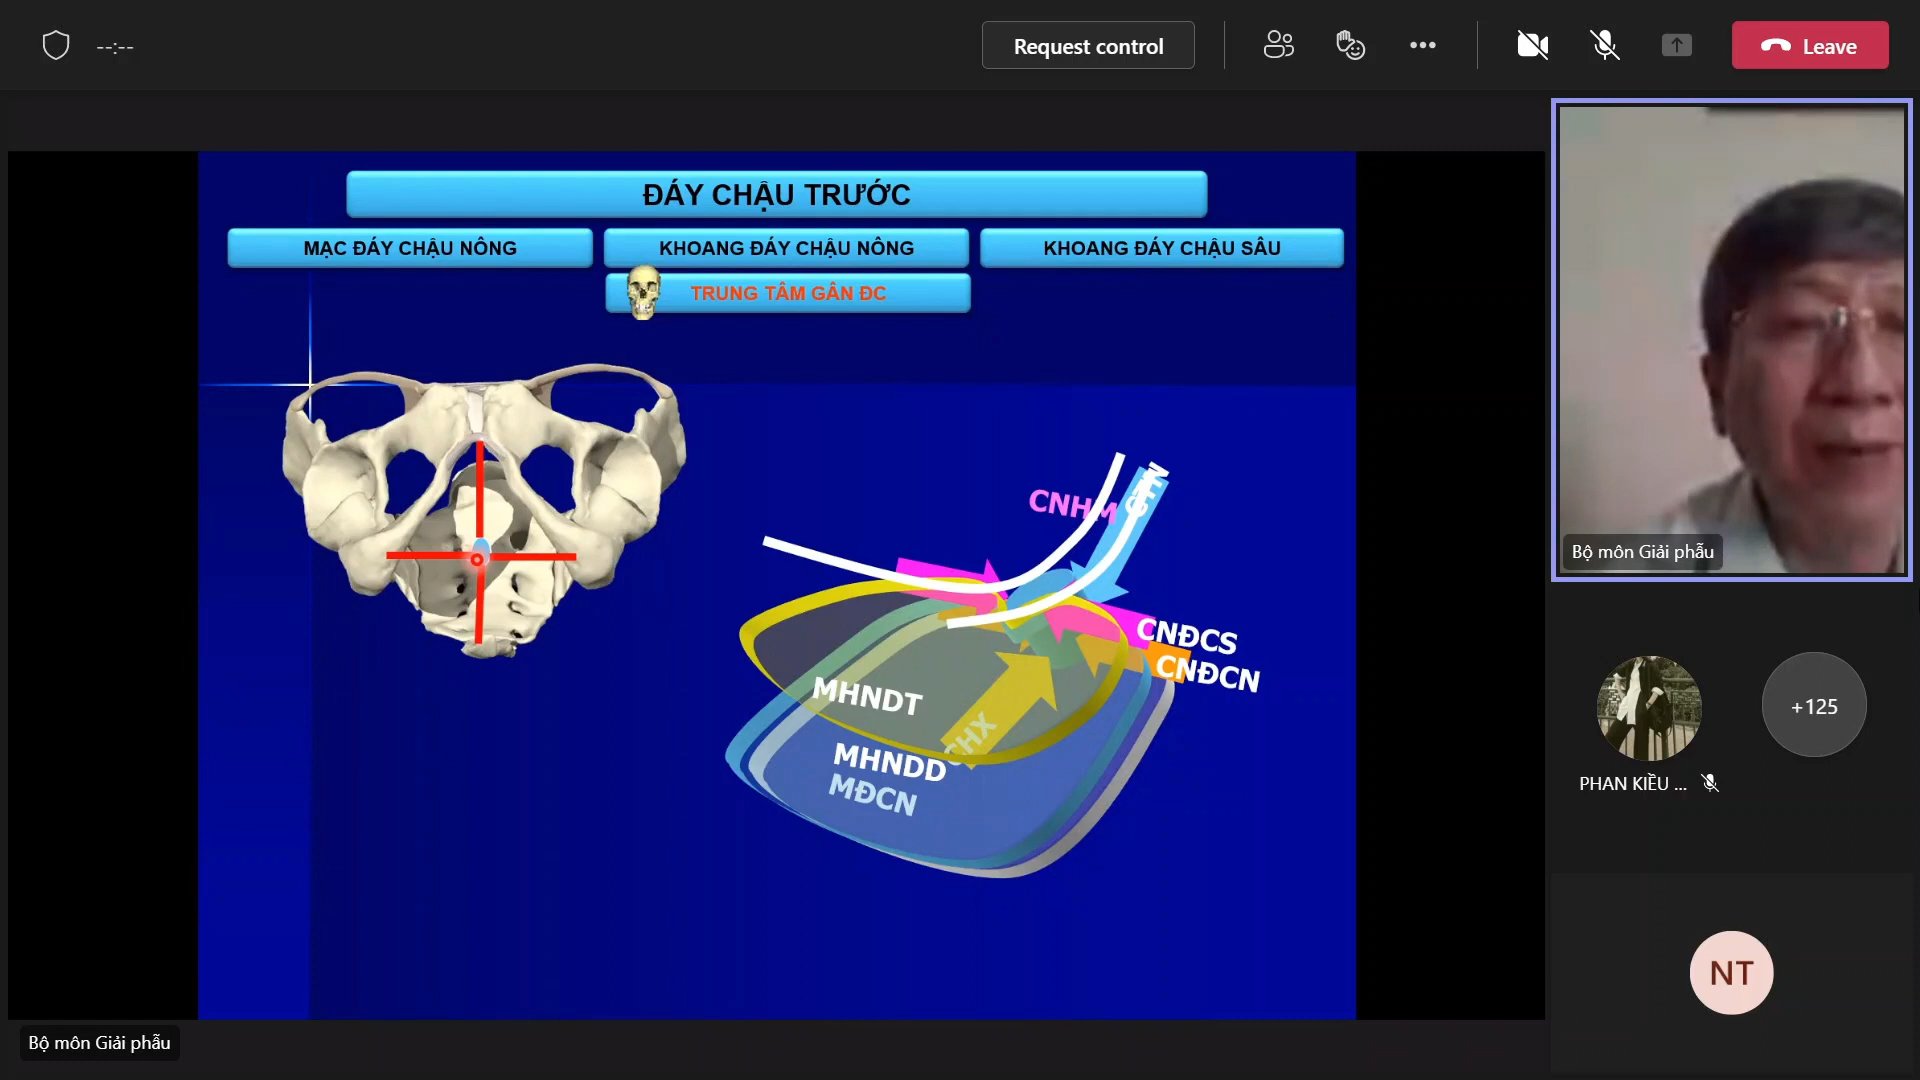 --:--
Request control
Leave
ĐÁY CHẬU TRƯỚC
MẠC ĐÁY CHẬU NÔNG
KHOANG ĐÁY CHẬU NÔNG
KHOANG ĐÁY CHẬU SÂU
TRUNG TÂM GÂN ĐC
CNHM
CNĐCS
CNĐCN
MHNDT
CHX
MHNDD
MĐCN
Bộ môn Giải phẫu
PHAN KIỀU ...
+125
NT
Bộ môn Giải phẫu